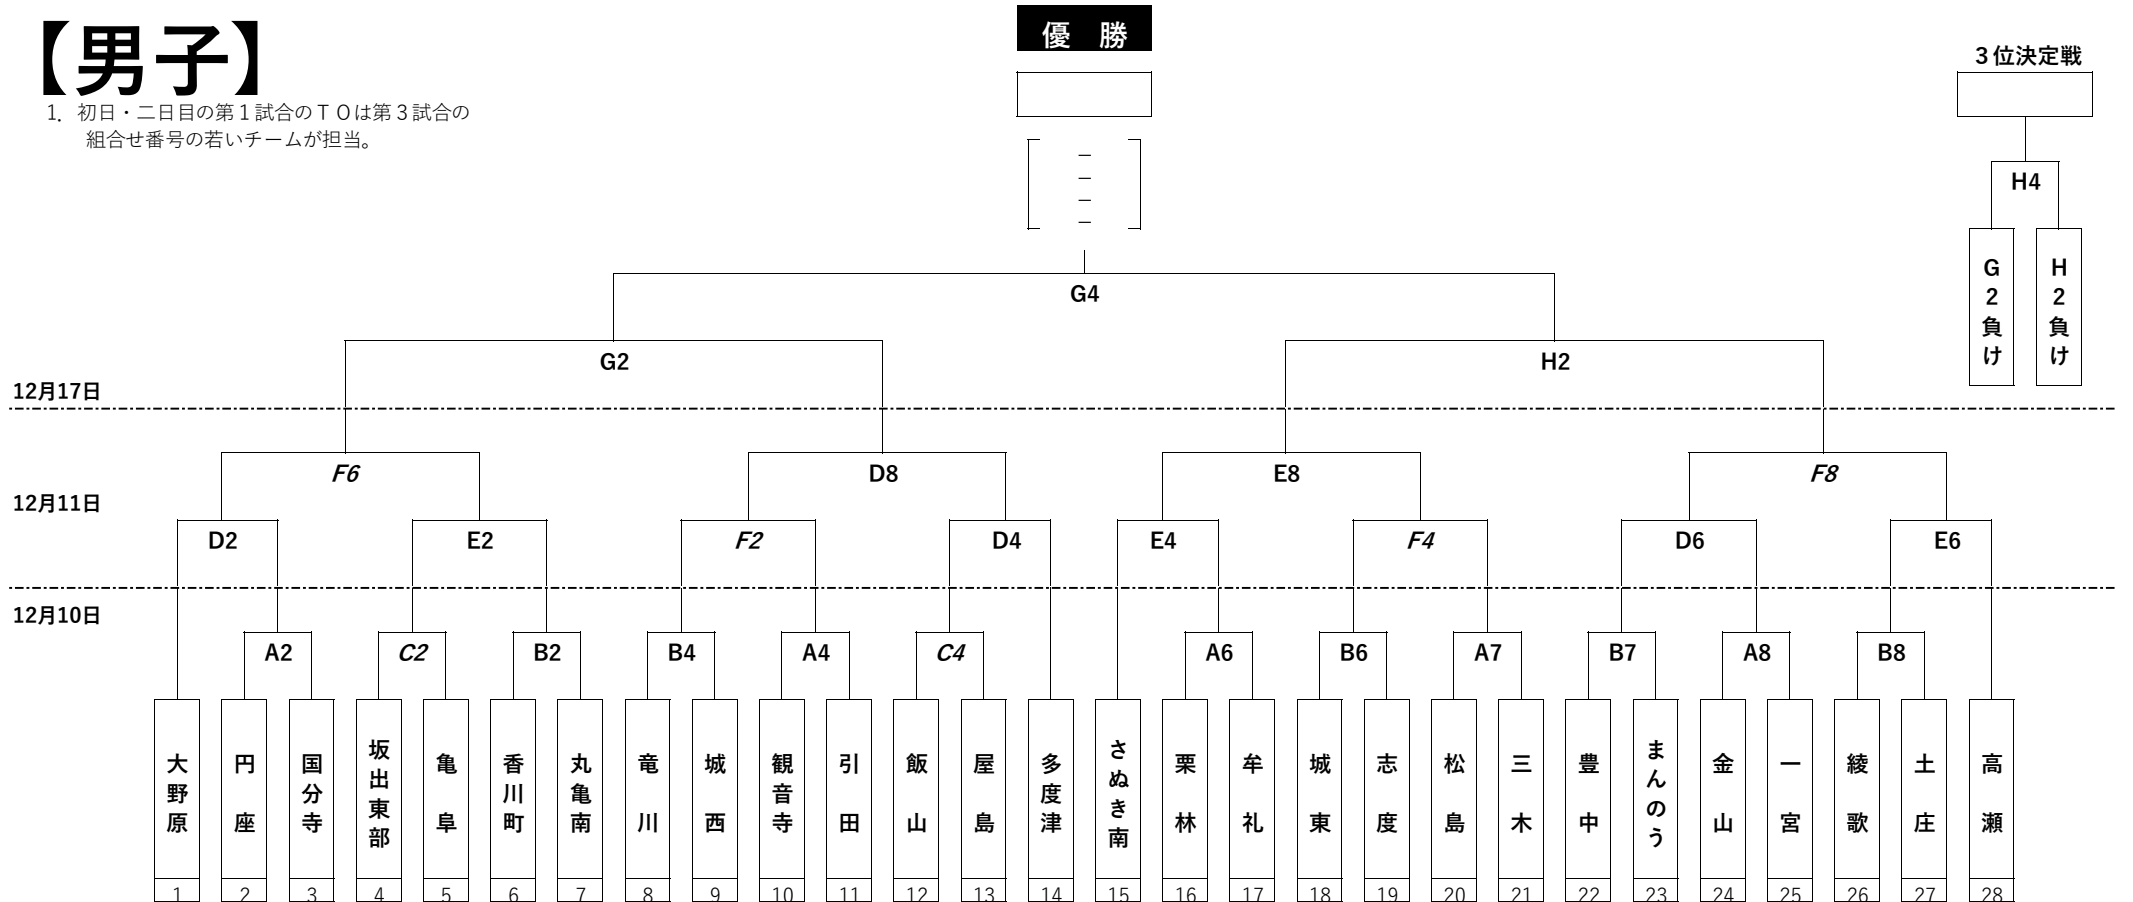 【男子】
1. 初日・二日目の第１試合のＴＯは第３試合の
組合せ番号の若いチームが担当。
優　勝
３位決定戦
－
－
－
－
H4
G2負け
H2負け
G4
G2
H2
12月17日
F6
D8
E8
F8
12月11日
D2
E2
F2
D4
E4
F4
D6
E6
12月10日
A2
C2
B2
B4
A4
C4
A6
B6
A7
B7
A8
B8
大野原
円座
国分寺
坂出東部
亀阜
香川町
丸亀南
竜川
城西
観音寺
引田
飯山
屋島
多度津
さぬき南
栗林
牟礼
城東
志度
松島
三木
豊中
まんのう
金山
一宮
綾歌
土庄
高瀬
1 2 3 4 5 6 7 8 9 10 11 12 13 14 15 16 17 18 19 20 21 22 23 24 25 26 27 28